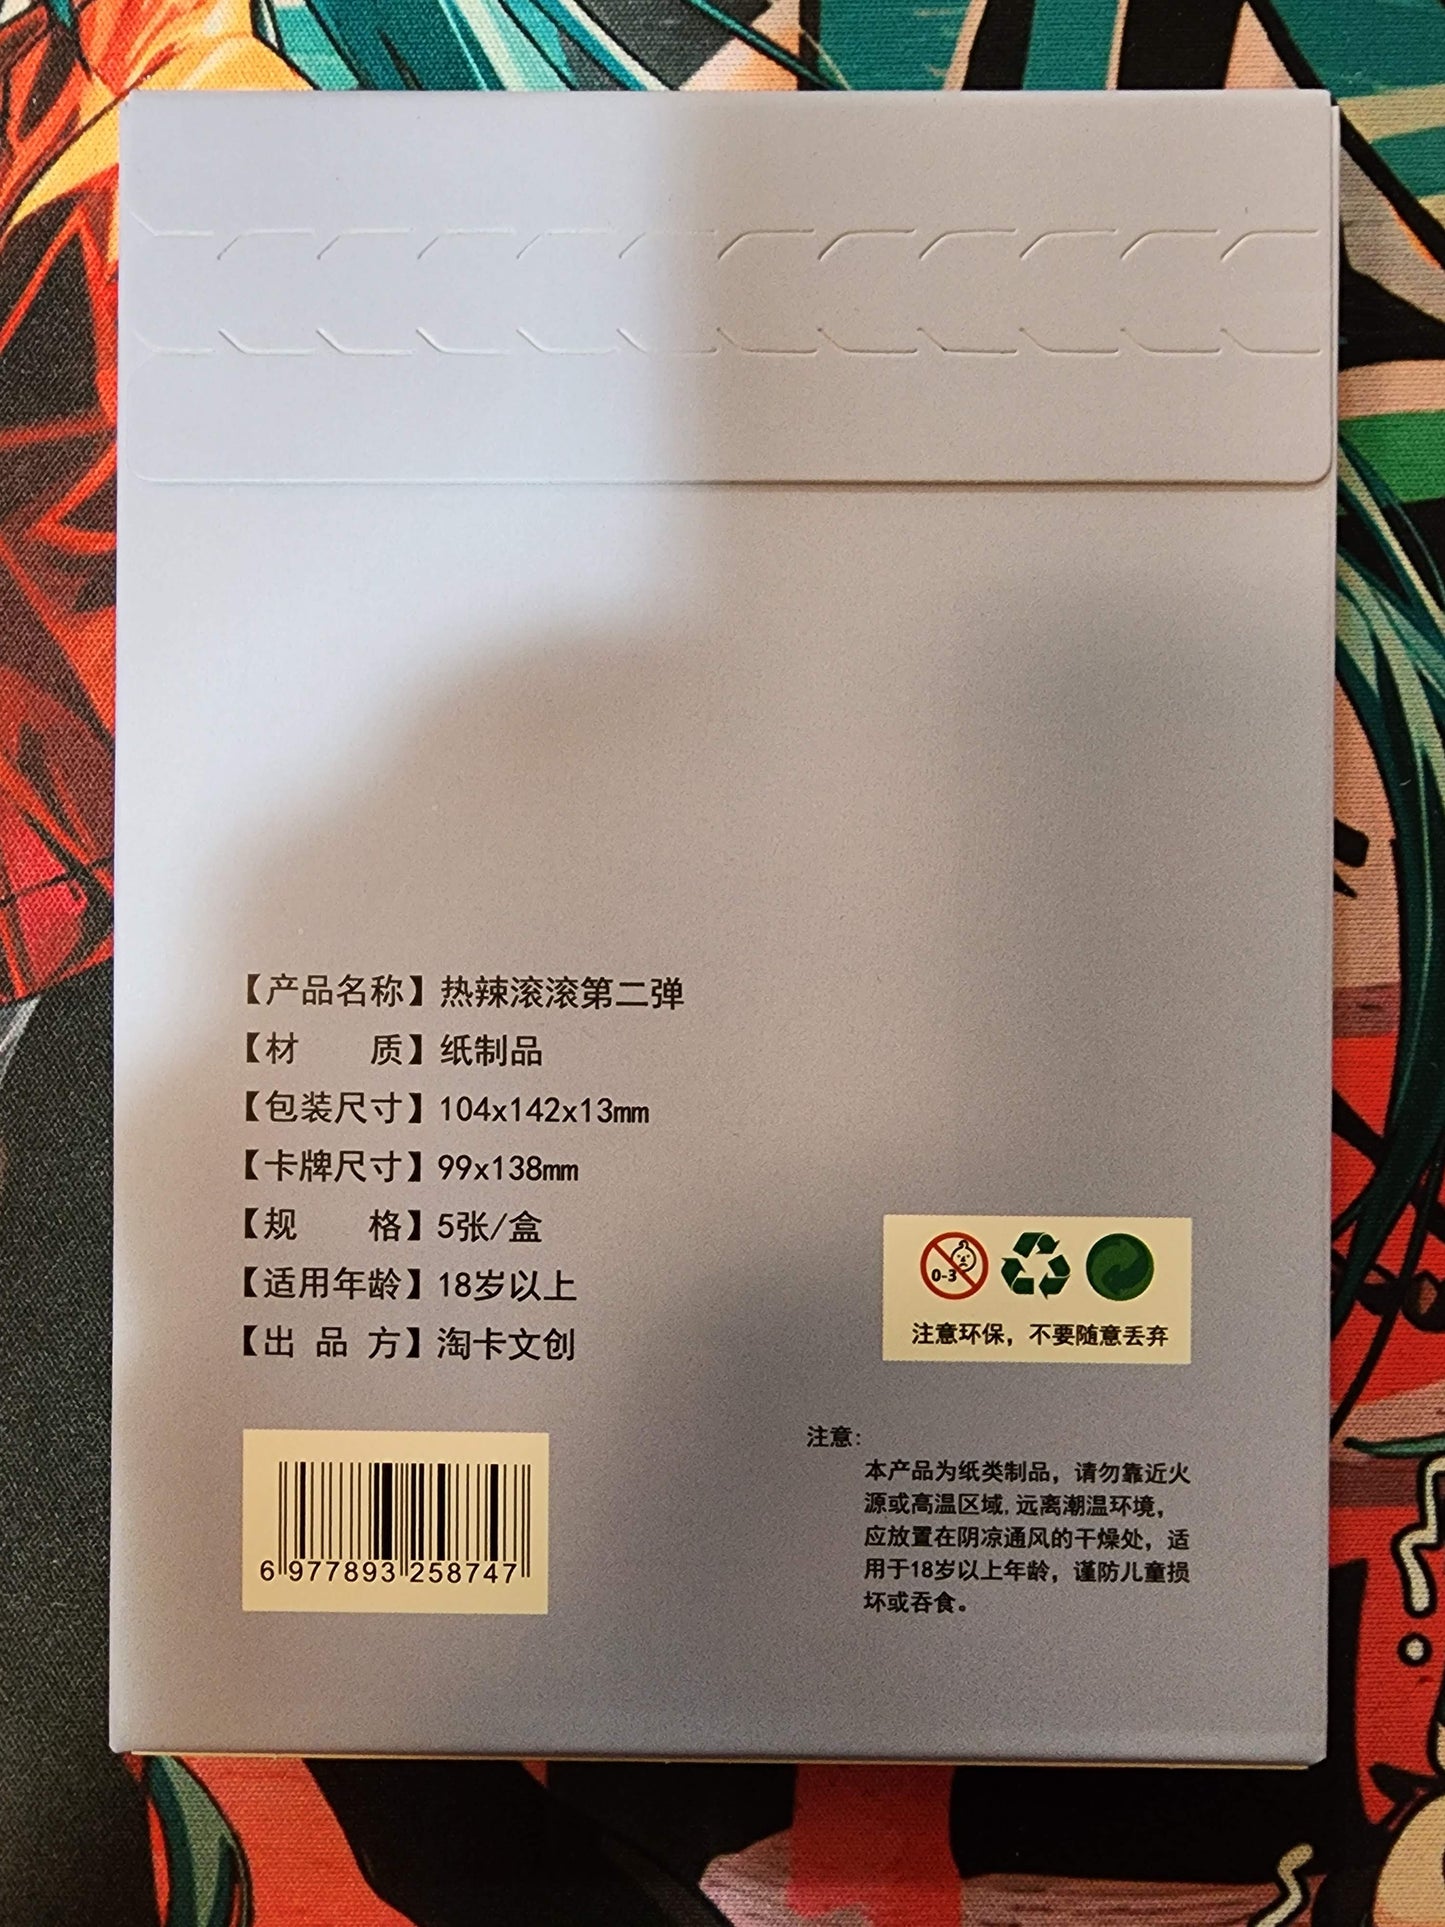 【产品名称】热辣滚滚第二弹
【材 质】纸制品
【包装尺寸】104x142x13mm
【卡牌尺寸】99x138mm
【规 格】5张/盒
【适用年龄】18岁以上
【出 品 方】淘卡文创
0-3
注意环保，不要随意丢弃
6 977893 258747
注意：
本产品为纸类制品，请勿靠近火
源或高温区域,远离潮温环境，
应放置在阴凉通风的干燥处，适
用于18岁以上年龄，谨防儿童损
坏或吞食。